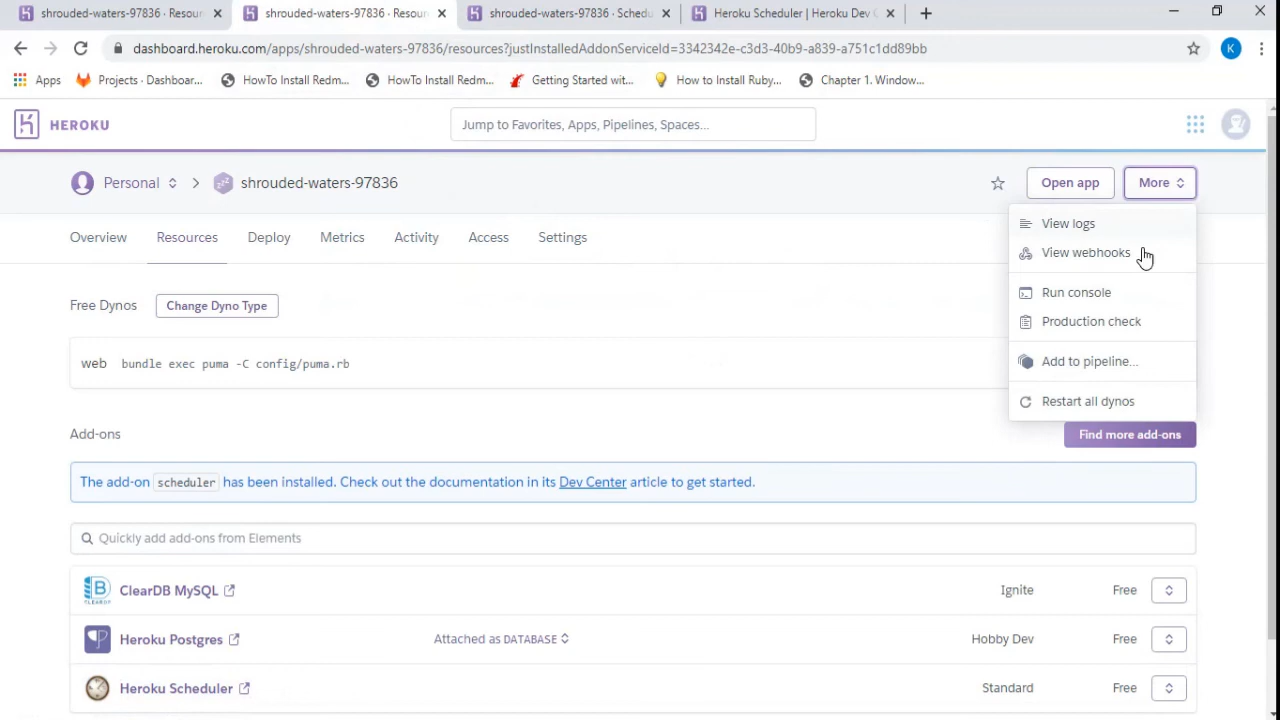 shrouded-waters-97836 · Resour
shrouded-waters-97836 · Resour
shrouded-waters-97836 · Schedu
Heroku Scheduler | Heroku Dev C
dashboard.heroku.com/apps/shrouded-waters-97836/resources?justInstalledAddonServiceId=3342342e-c3d3-40b9-a839-a751c1dd89bb
K
Apps
Projects · Dashboar...
HowTo Install Redm...
HowTo Install Redm...
Getting Started wit...
How to Install Ruby...
Chapter 1. Window...
HEROKU
Jump to Favorites, Apps, Pipelines, Spaces...
Personal
shrouded-waters-97836
Open app
More
Overview
Resources
Deploy
Metrics
Activity
Access
Settings
View logs
View webhooks
Run console
Production check
Add to pipeline...
Restart all dynos
Free Dynos
Change Dyno Type
web bundle exec puma -C config/puma.rb
Add-ons
Find more add-ons
The add-on scheduler has been installed. Check out the documentation in its Dev Center article to get started.
Quickly add add-ons from Elements
ClearDB MySQL
Ignite
Free
Heroku Postgres
Attached as DATABASE
Hobby Dev
Free
Heroku Scheduler
Standard
Free